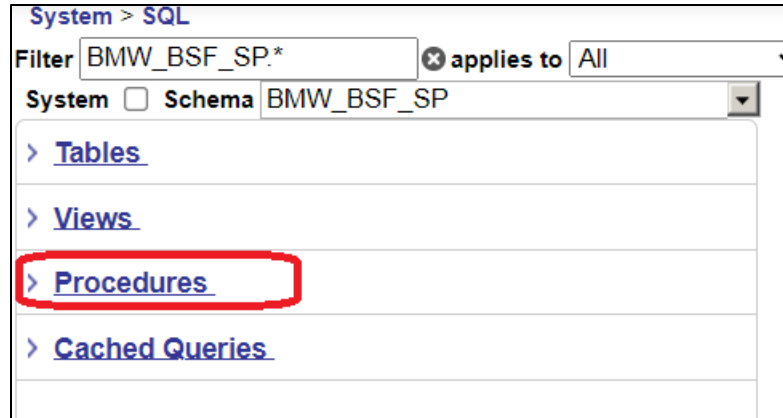 System > SQL
Filter BMW_BSF_SP.* applies to All
System Schema BMW_BSF_SP
> Tables
> Views
> Procedures
> Cached Queries